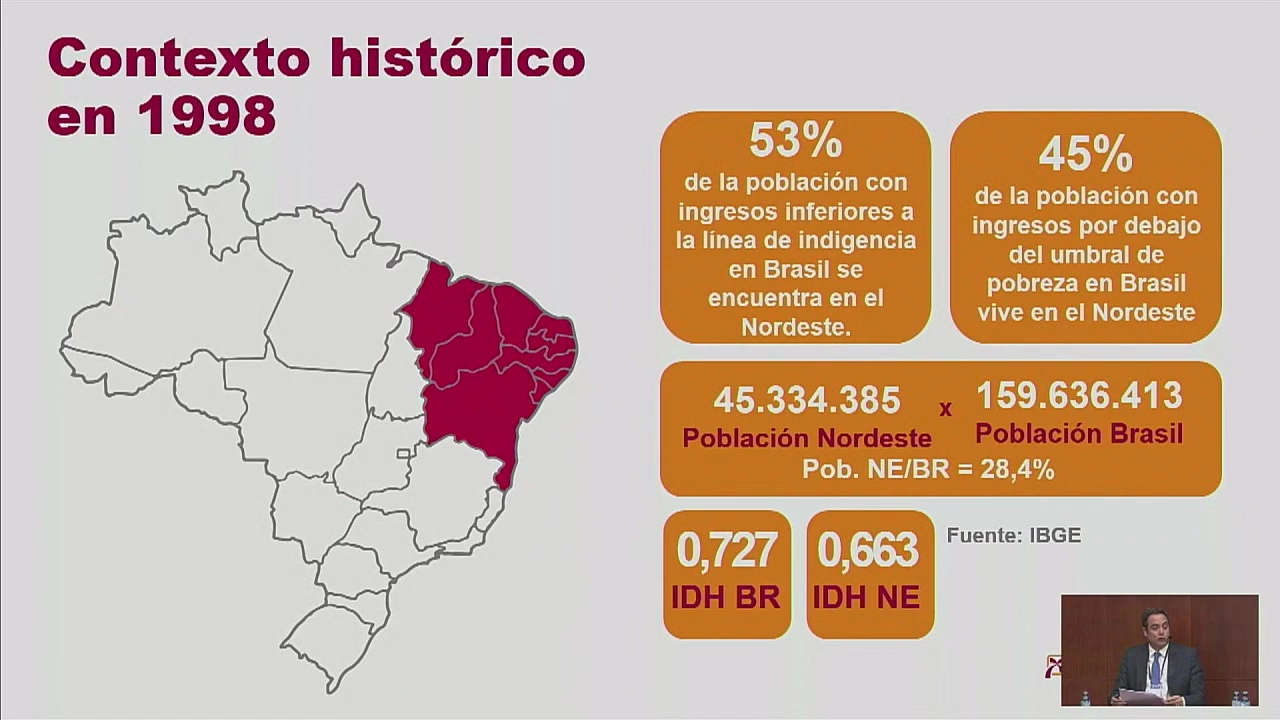 Contexto histórico
en 1998
53%
de la población con
ingresos inferiores a
la línea de indigencia
en Brasil se
encuentra en el
Nordeste.
45%
de la población con
ingresos por debajo
del umbral de
pobreza en Brasil
vive en el Nordeste
45.334.385 x 159.636.413
Población Nordeste Población Brasil
Pob. NE/BR = 28,4%
0,727
IDH BR
0,663
IDH NE
Fuente: IBGE